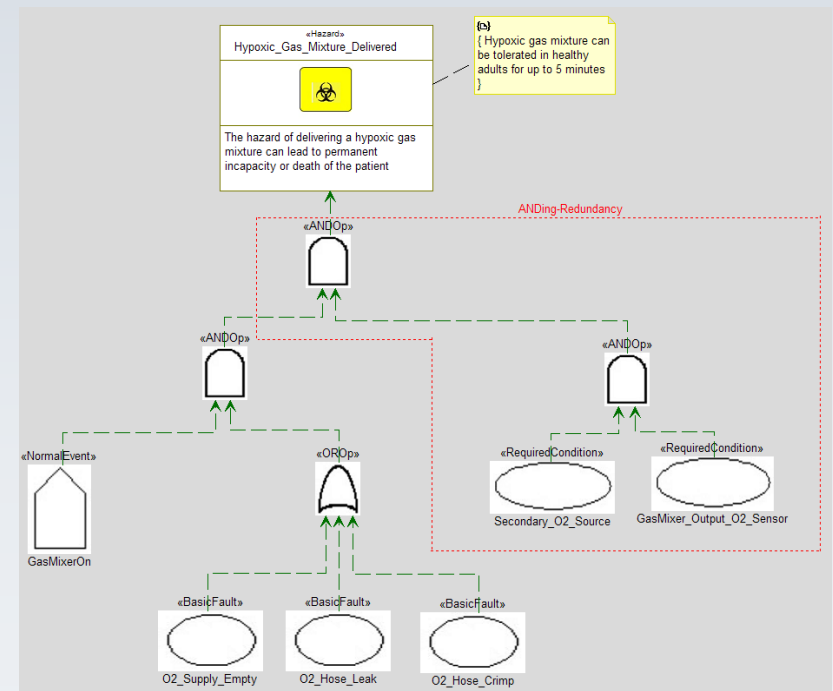 «Hazard»
Hypoxic_Gas_Mixture_Delivered
{ Hypoxic gas mixture can
be tolerated in healthy
adults for up to 5 minutes
}
The hazard of delivering a hypoxic gas
mixture can lead to permanent
incapacity or death of the patient
ANDing-Redundancy
«ANDOp»
«ANDOp»
«ANDOp»
«NormalEvent»
GasMixerOn
«OROp»
«RequiredCondition»
Secondary_O2_Source
«RequiredCondition»
GasMixer_Output_O2_Sensor
«BasicFault»
O2_Supply_Empty
«BasicFault»
O2_Hose_Leak
«BasicFault»
O2_Hose_Crimp